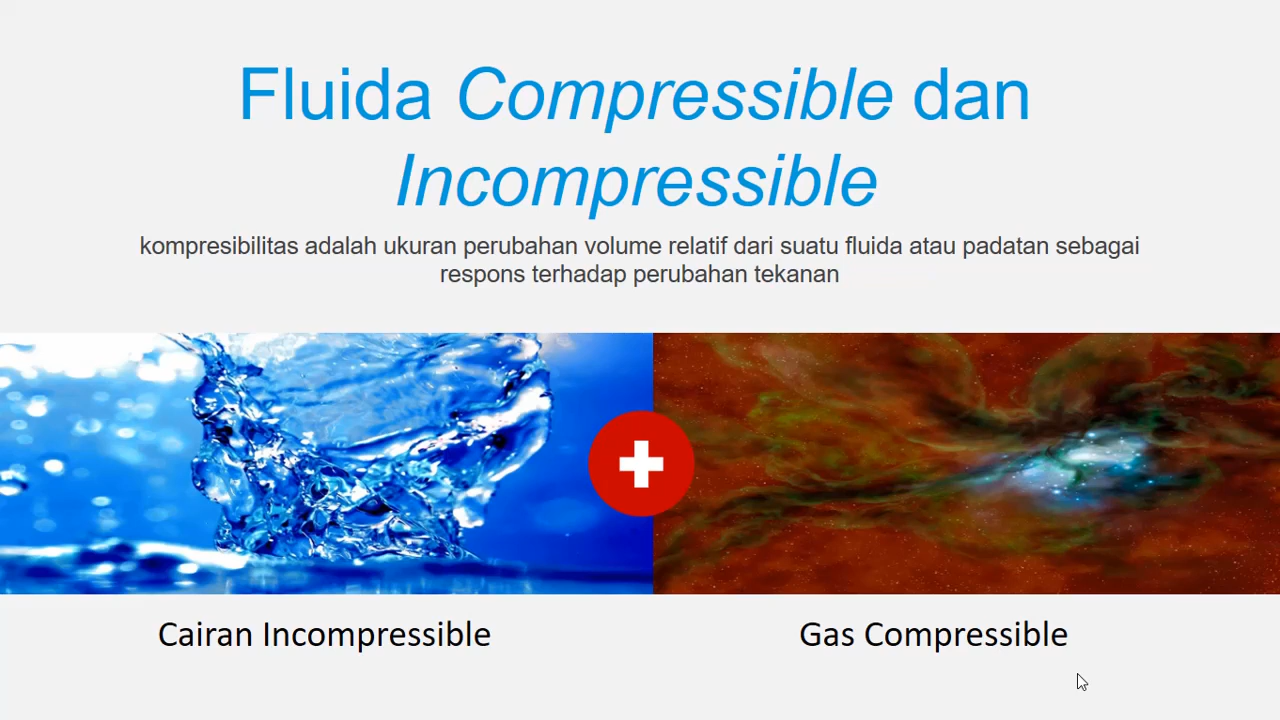 Fluida Compressible dan
Incompressible
kompresibilitas adalah ukuran perubahan volume relatif dari suatu fluida atau padatan sebagai
respons terhadap perubahan tekanan
Cairan Incompressible
Gas Compressible